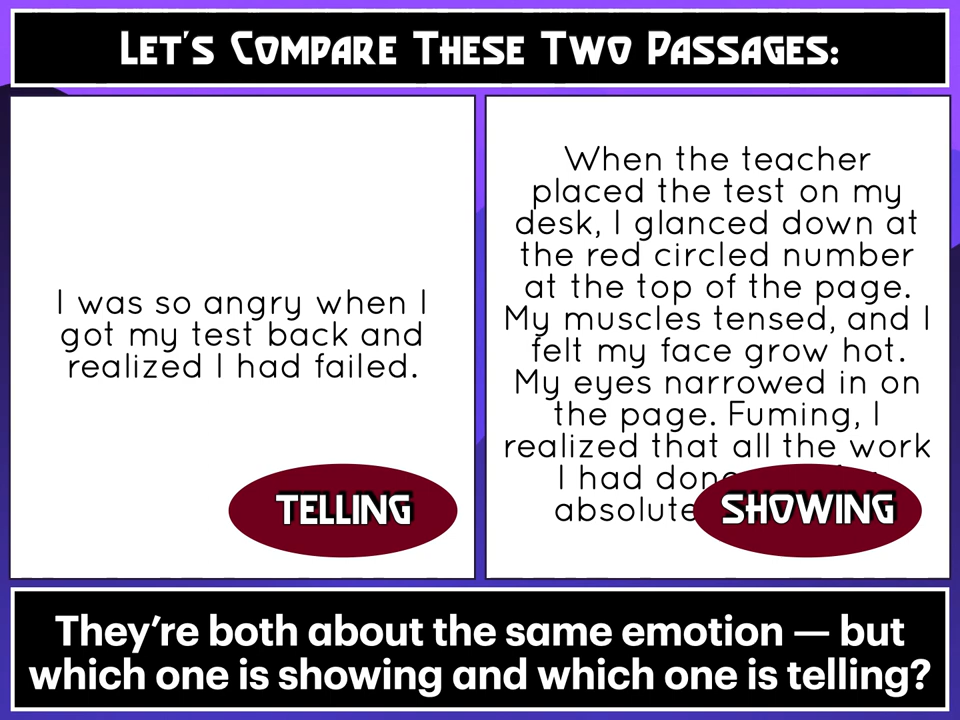 LET'S COMPARE THESE TWO PASSAGES:
I was so angry when I
got my test back and
realized I had failed.
TELLING
When the teacher
placed the test on my
desk, I glanced down at
the red circled number
at the top of the page.
My muscles tensed, and I
felt my face grow hot.
My eyes narrowed in on
the page. Fuming, I
realized that all the work
I had done
absolute
SHOWING
They're both about the same emotion — but
which one is showing and which one is telling?